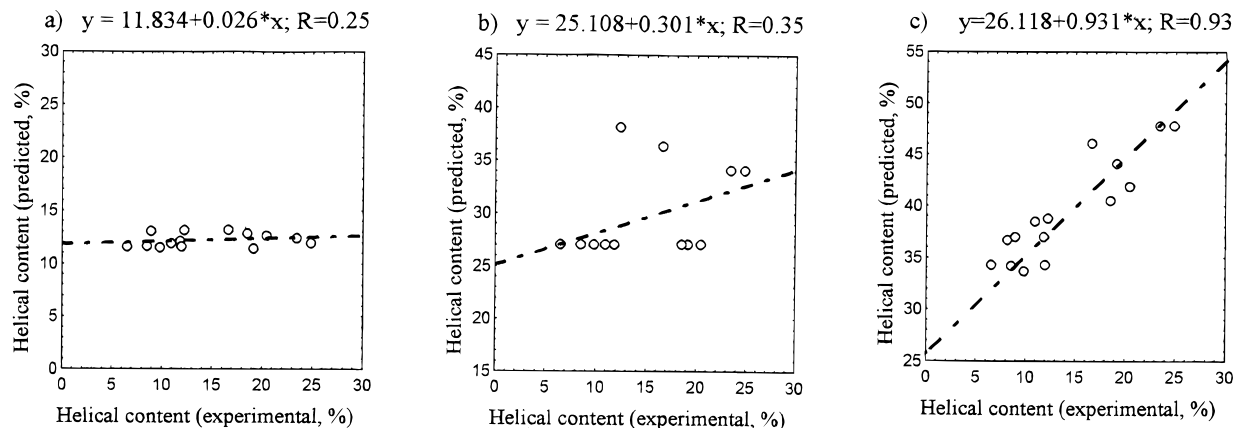 a) y = 11.834+0.026*x; R=0.25
Helical content (predicted, %)
30
25
20
15
10
5
0
0 5 10 15 20 25 30
Helical content (experimental, %)
b) y = 25.108+0.301*x; R=0.35
Helical content (predicted, %)
45
40
35
30
25
20
15
0 5 10 15 20 25 30
Helical content (experimental, %)
c) y=26.118+0.931*x; R=0.93
Helical content (predicted, %)
55
50
45
40
35
30
25
0 5 10 15 20 25 30
Helical content (experimental, %)